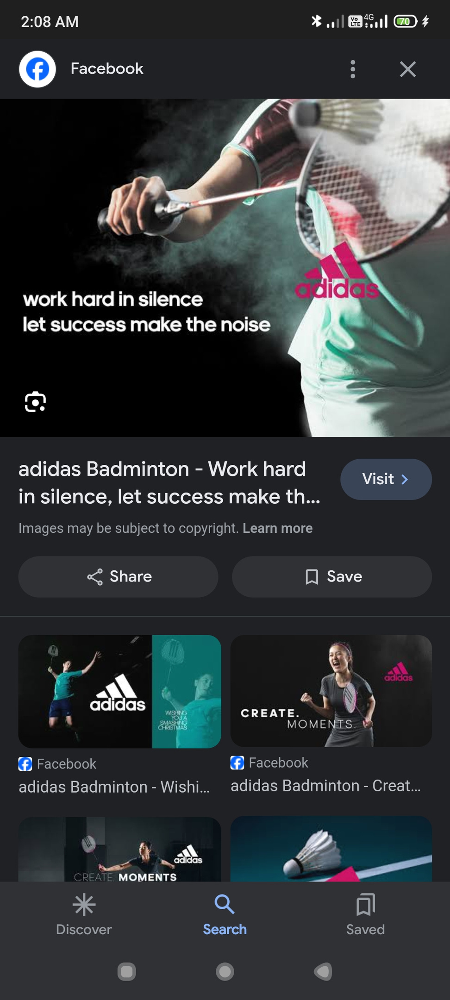 2:08 AM
Vo LTE 4G 70
Facebook
adidas
work hard in silence
let success make the noise
adidas Badminton - Work hard
in silence, let success make th...
Visit
Images may be subject to copyright. Learn more
Share
Save
adidas
WISHING
YOU A
SMASHING
CHRISTMAS
Facebook
adidas Badminton - Wishi...
adidas
CREATE.
MOMENTS.
Facebook
adidas Badminton - Creat...
adidas
CREATE MOMENTS
Discover
Search
Saved